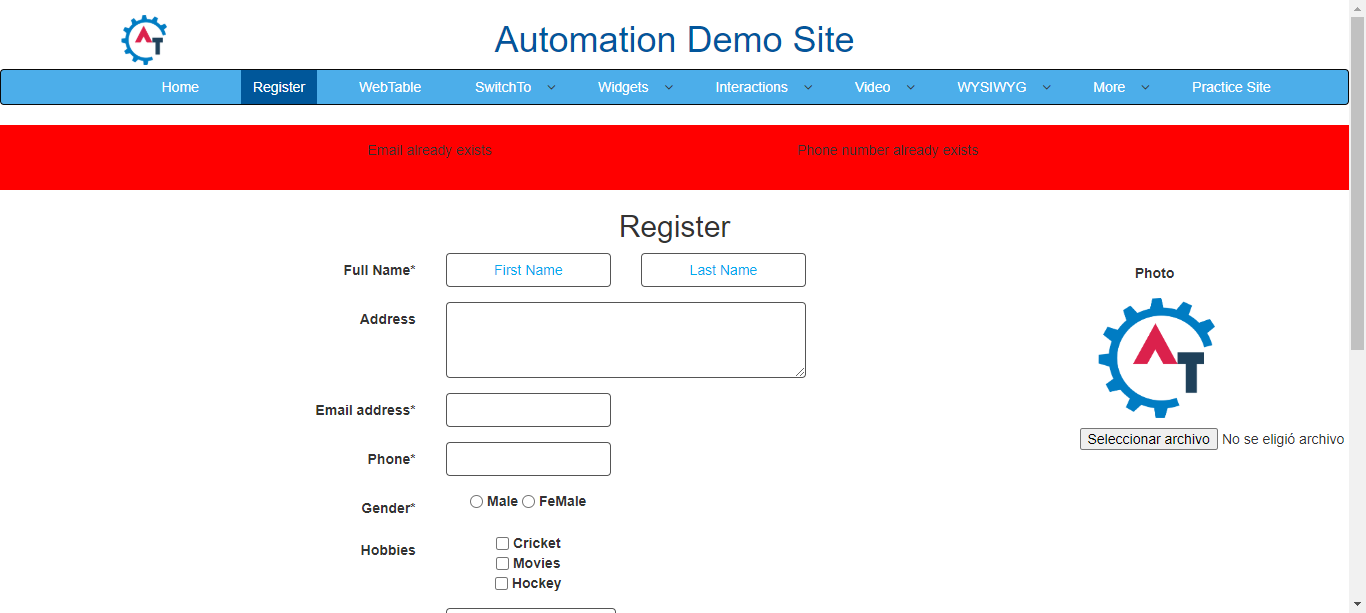 AT
Automation Demo Site
Home Register WebTable SwitchTo Widgets Interactions Video WYSIWYG More Practice Site
Email already exists Phone number already exists
Register
Full Name* First Name Last Name
Photo
Address
AT
Email address*
Seleccionar archivo No se eligió archivo
Phone*
Gender* Male FeMale
Hobbies Cricket
Movies
Hockey